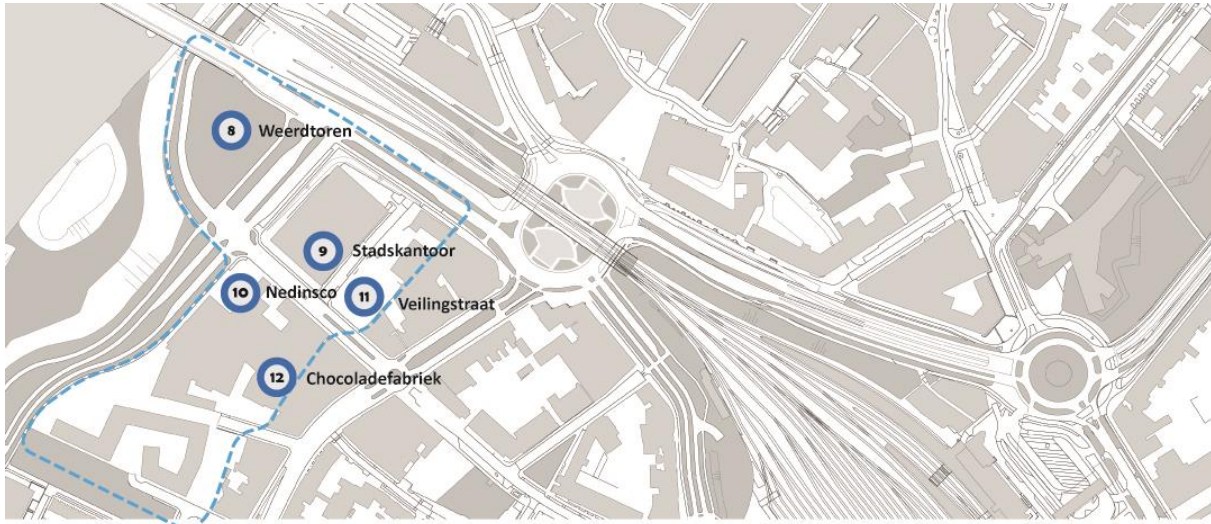 8 Weerdtoren
9 Stadskantoor
10 Nedinsco
11 Veilingstraat
12 Chocoladefabriek